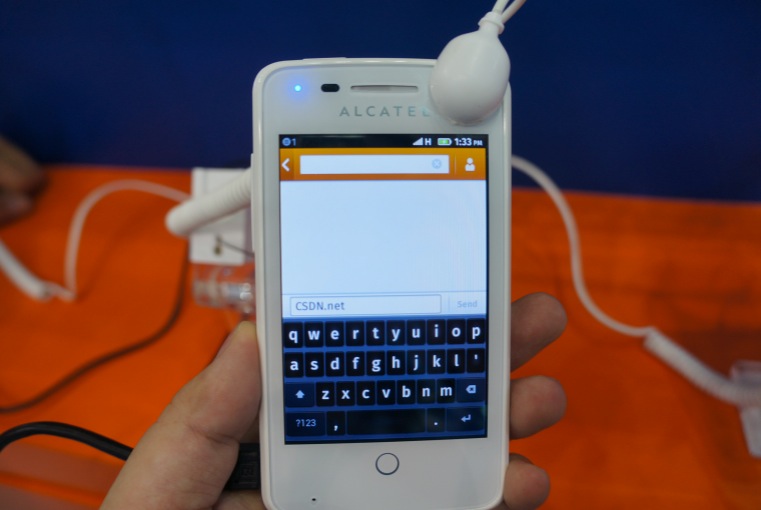 ALCATEL
1 H 1:33 PM
CSDN.net Send
q w e r t y u i o p
a s d f g h j k l '
z x c v b n m
?123 , .